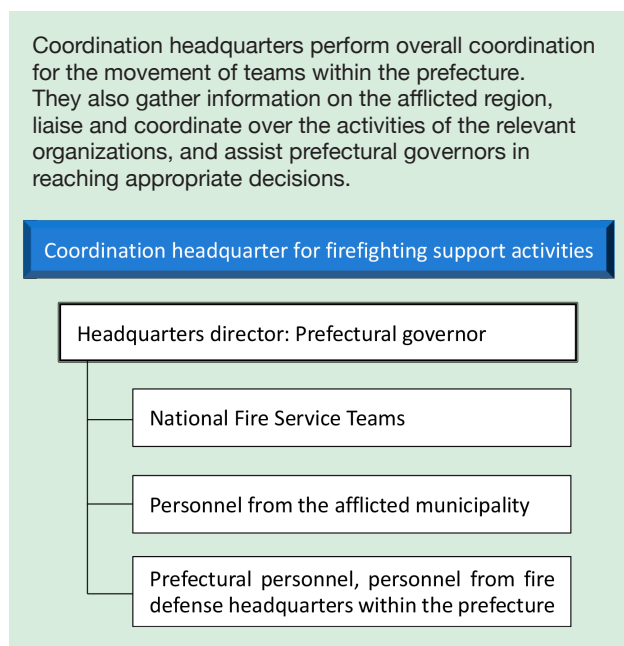 Coordination headquarters perform overall coordination
for the movement of teams within the prefecture.
They also gather information on the afflicted region,
liaise and coordinate over the activities of the relevant
organizations, and assist prefectural governors in
reaching appropriate decisions.
Coordination headquarter for firefighting support activities
Headquarters director: Prefectural governor
National Fire Service Teams
Personnel from the afflicted municipality
Prefectural personnel, personnel from fire
defense headquarters within the prefecture